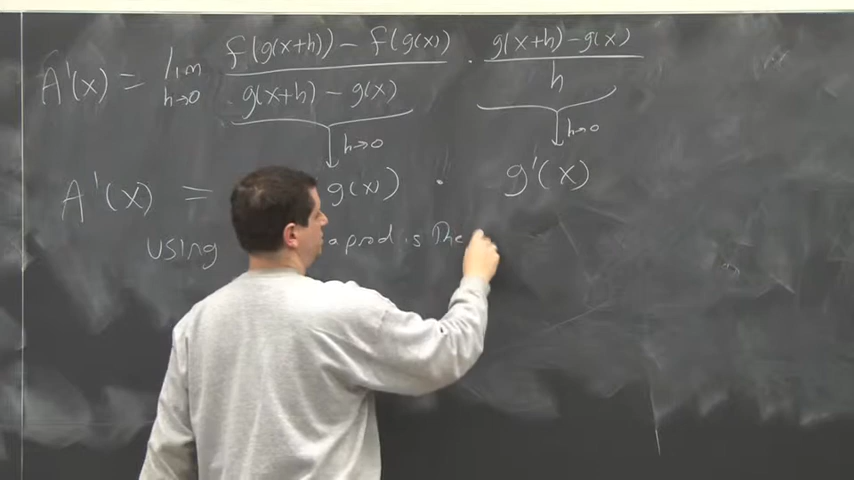 A'(x) = lim h→0 f(g(x+h)) - f(g(x)) / g(x+h) - g(x) · g(x+h) - g(x) / h
h→0 h→0
A'(x) = g(x)) · g'(x)
using a prod is the